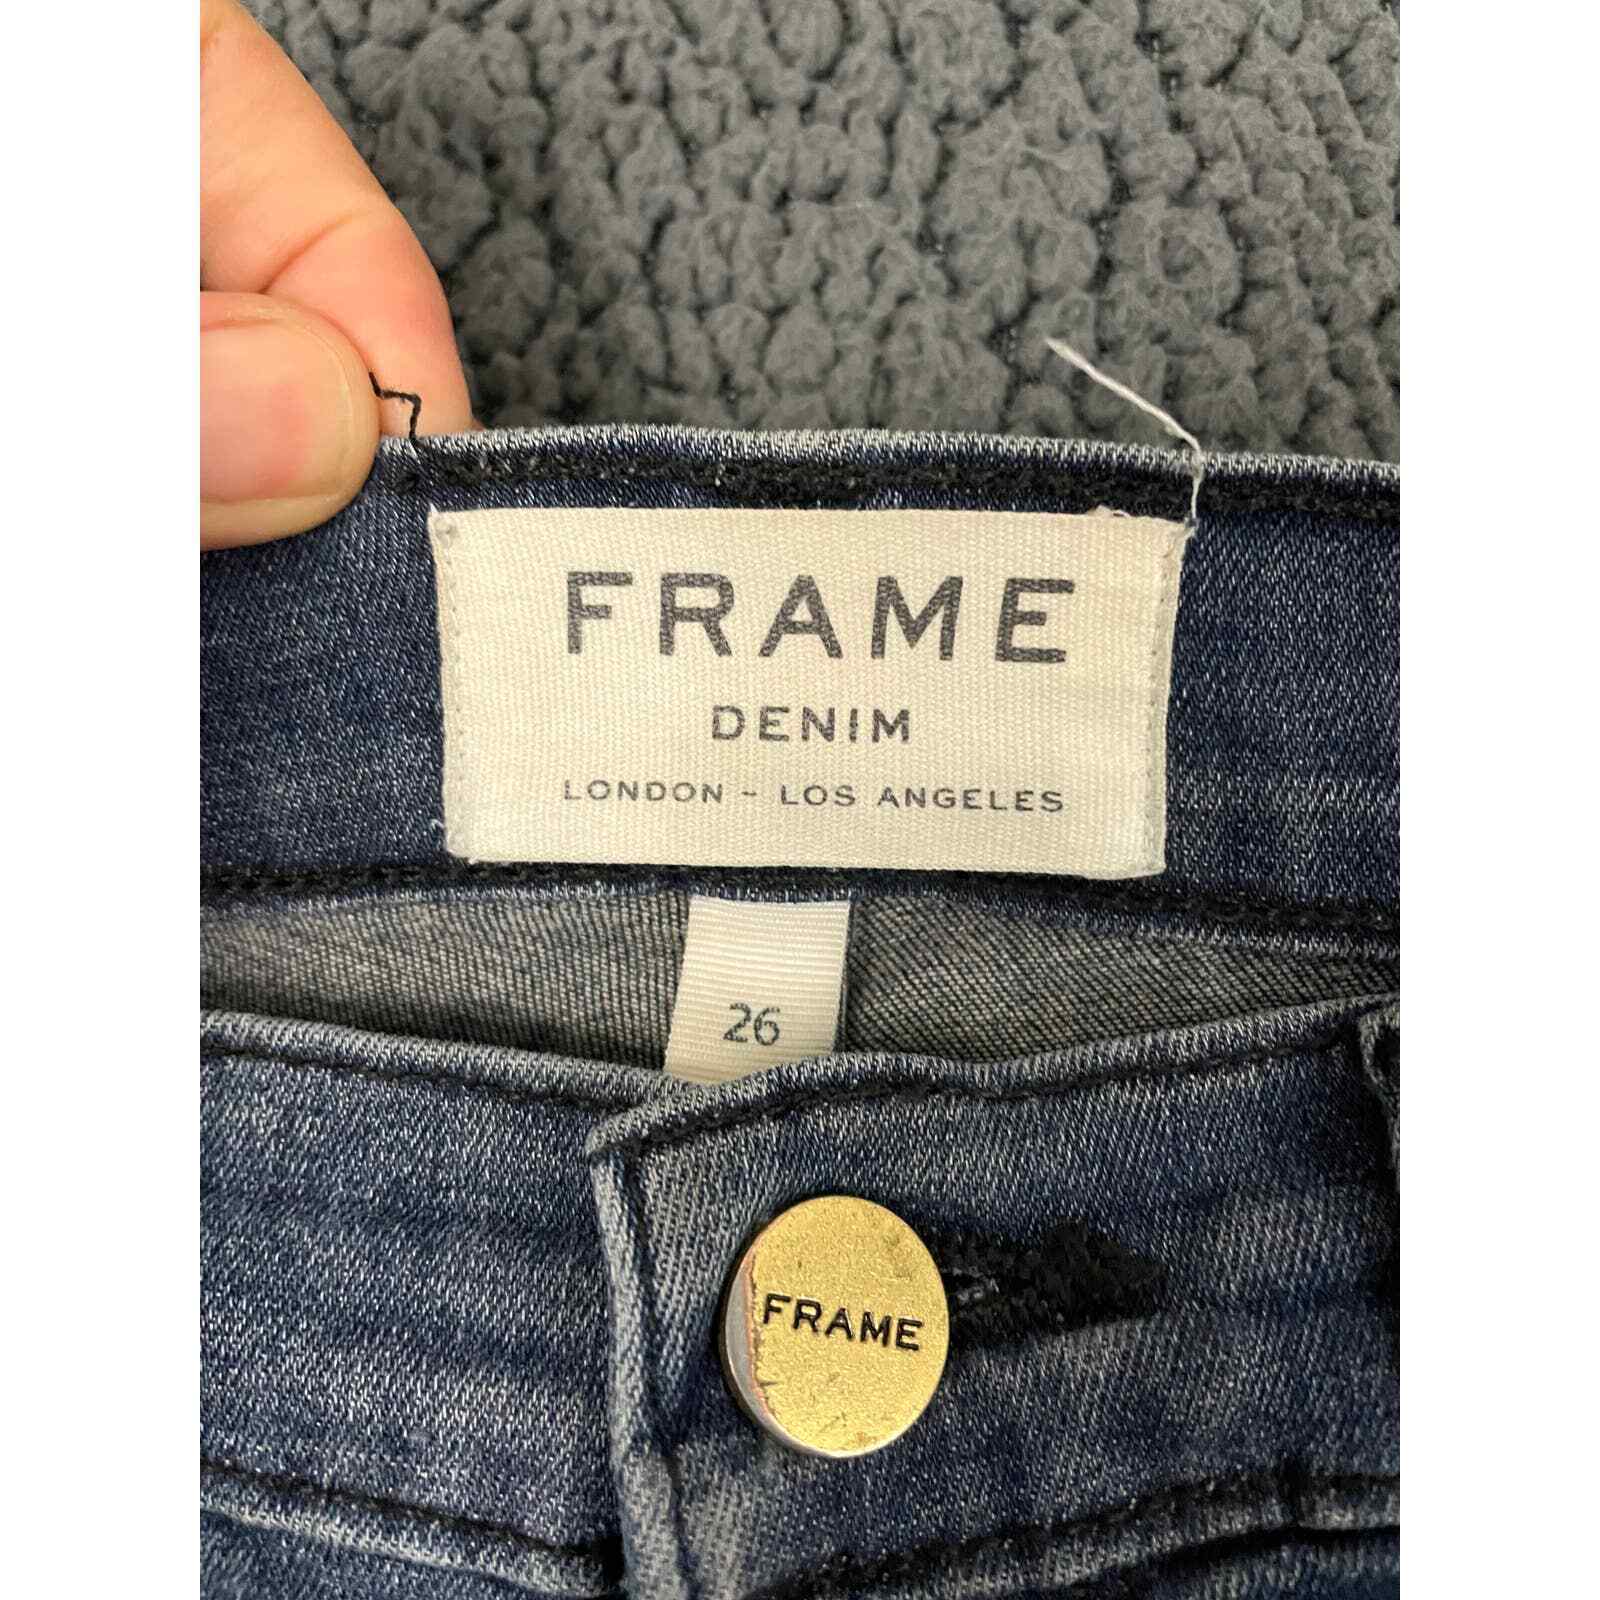 FRAME
DENIM
LONDON - LOS ANGELES
26
FRAME